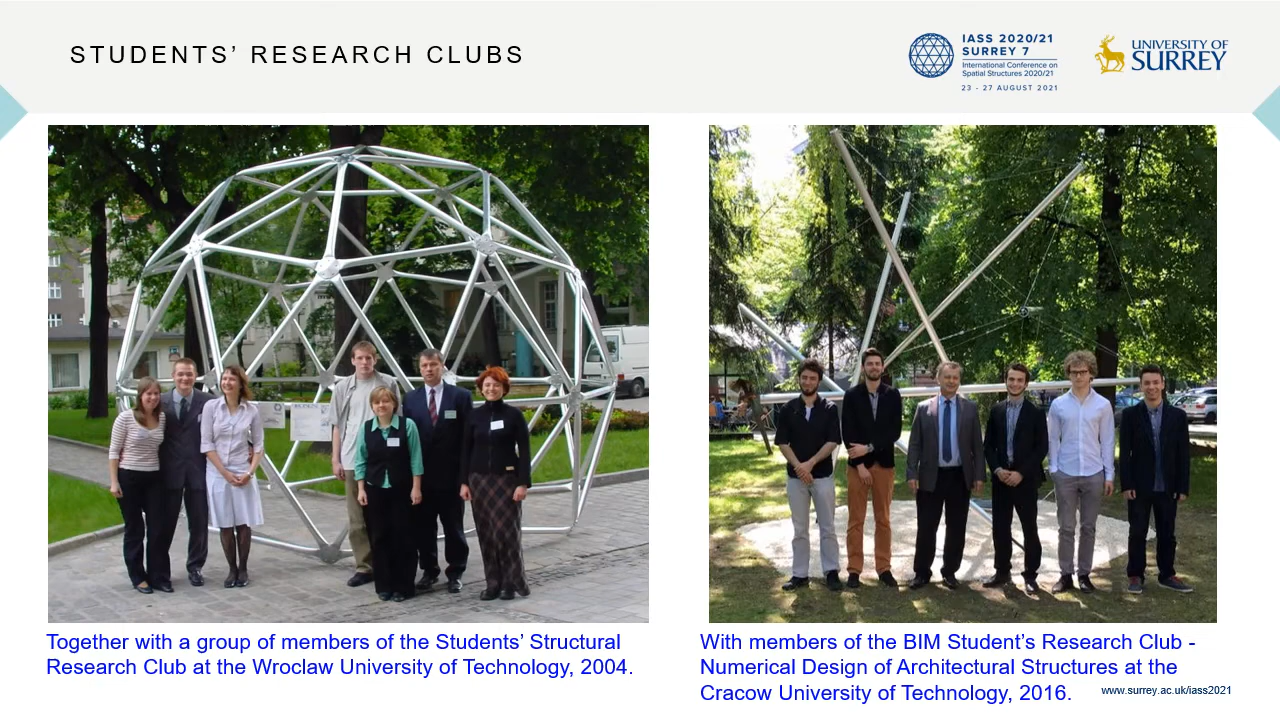 STUDENTS’ RESEARCH CLUBS
IASS 2020/21
SURREY 7
International Conference on
Spatial Structures 2020/21
23 - 27 AUGUST 2021
UNIVERSITY OF
SURREY
Together with a group of members of the Students’ Structural
Research Club at the Wroclaw University of Technology, 2004.
With members of the BIM Student’s Research Club -
Numerical Design of Architectural Structures at the
Cracow University of Technology, 2016.
www.surrey.ac.uk/iass2021